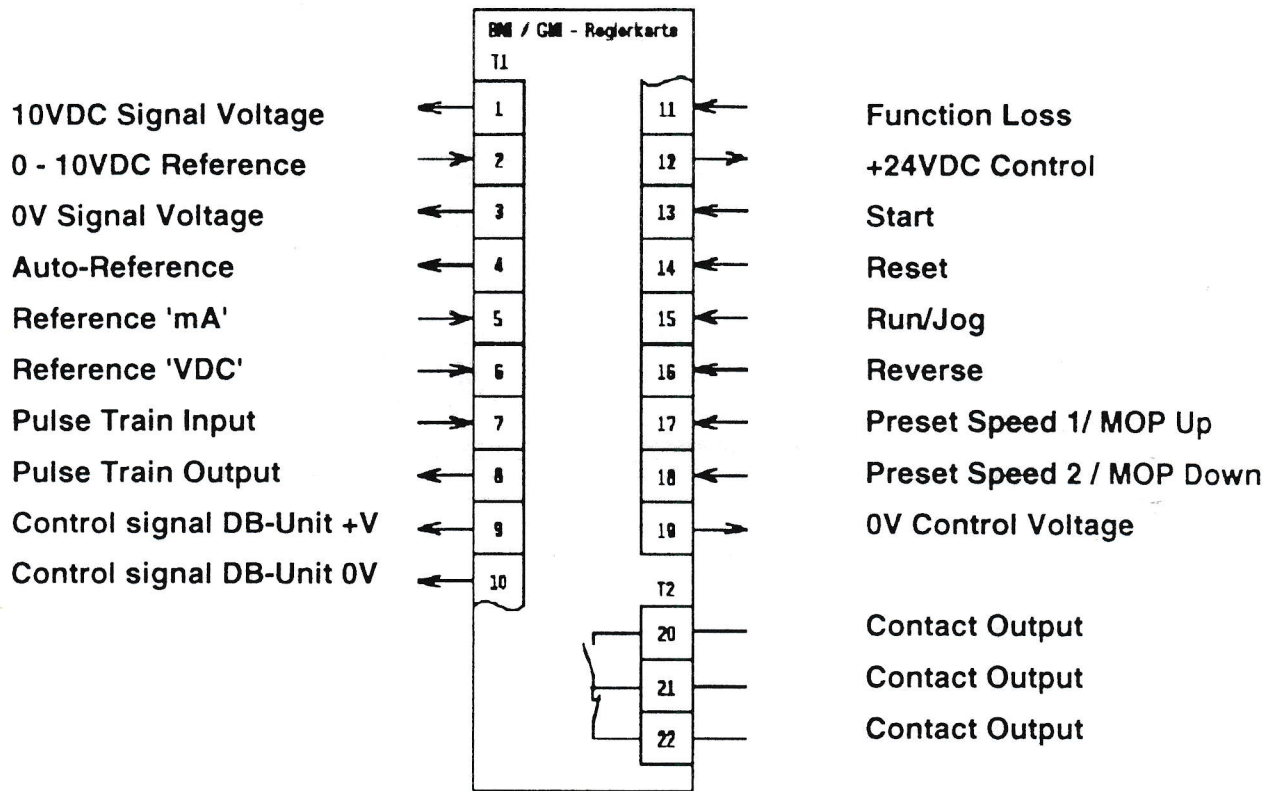 BMI / GMI - Reglerkarte
T1
10VDC Signal Voltage 1
0 - 10VDC Reference 2
0V Signal Voltage 3
Auto-Reference 4
Reference 'mA' 5
Reference 'VDC' 6
Pulse Train Input 7
Pulse Train Output 8
Control signal DB-Unit +V 9
Control signal DB-Unit 0V 10
11 Function Loss
12 +24VDC Control
13 Start
14 Reset
15 Run/Jog
16 Reverse
17 Preset Speed 1/ MOP Up
18 Preset Speed 2 / MOP Down
19 0V Control Voltage
T2
20 Contact Output
21 Contact Output
22 Contact Output